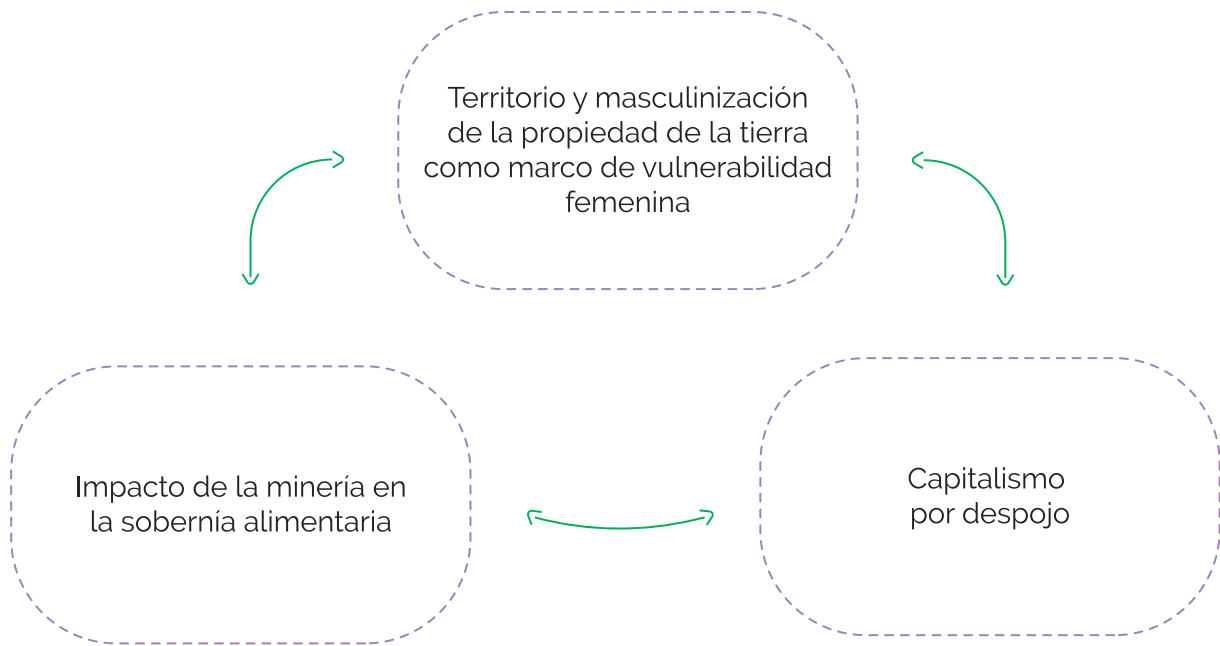 Territorio y masculinización
de la propiedad de la tierra
como marco de vulnerabilidad
femenina
Impacto de la minería en
la sobernía alimentaria
Capitalismo
por despojo